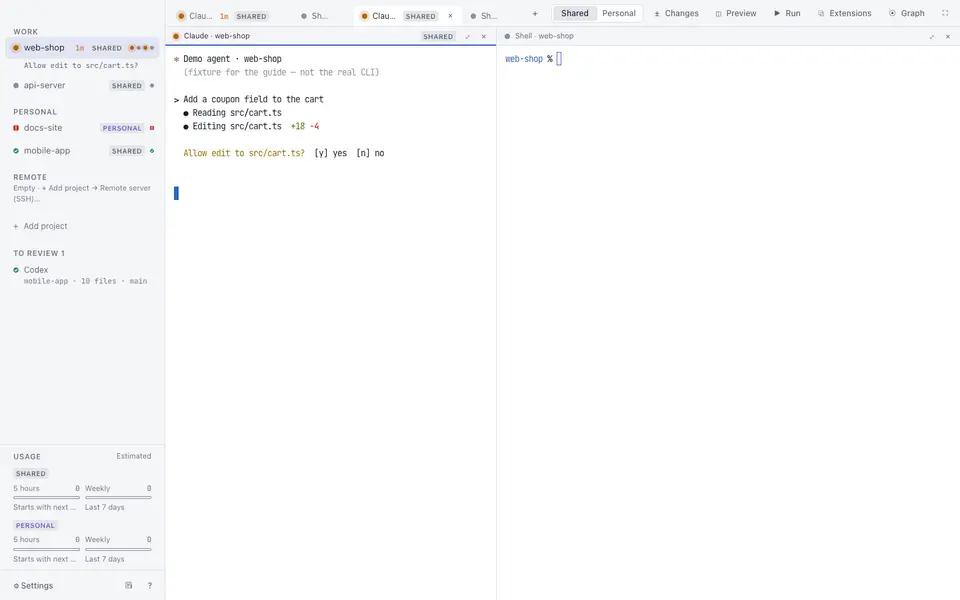 WORK
web-shop 1m SHARED
Allow edit to src/cart.ts?
api-server SHARED
PERSONAL
docs-site PERSONAL
mobile-app SHARED
REMOTE
Empty · + Add project → Remote server
(SSH)...
+ Add project
TO REVIEW 1
Codex
mobile-app · 10 files · main
USAGE Estimated
SHARED
5 hours 0 Weekly 0
Starts with next ... Last 7 days
PERSONAL
5 hours 0 Weekly 0
Starts with next ... Last 7 days
Settings ?
Clau... 1m SHARED
Sh...
Clau... SHARED ×
Sh...
+
Shared Personal
Changes
Preview
Run
Extensions
Graph
Claude · web-shop SHARED ×
Demo agent · web-shop
(fixture for the guide — not the real CLI)
> Add a coupon field to the cart
● Reading src/cart.ts
● Editing src/cart.ts +18 -4
Allow edit to src/cart.ts? [y] yes [n] no
Shell · web-shop ×
web-shop %